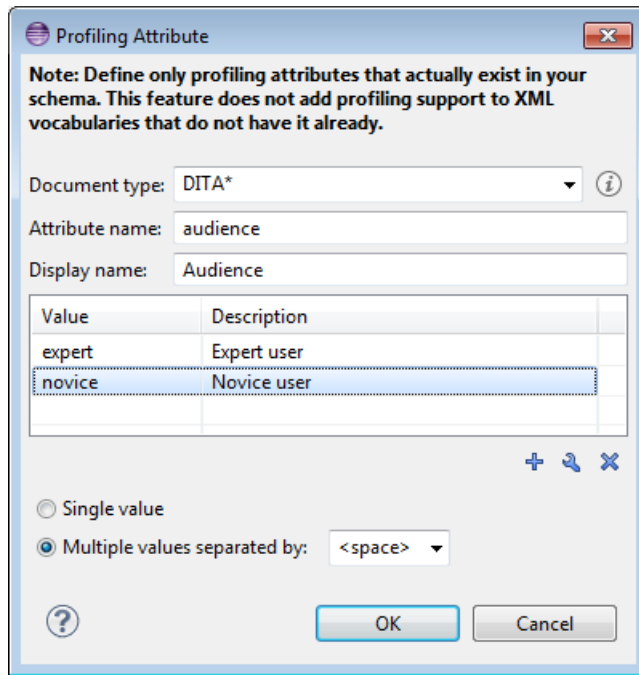 Profiling Attribute
Note: Define only profiling attributes that actually exist in your
schema. This feature does not add profiling support to XML
vocabularies that do not have it already.
Document type: DITA*
Attribute name: audience
Display name: Audience
Value Description
expert Expert user
novice Novice user
Single value
Multiple values separated by: <space>
OK Cancel